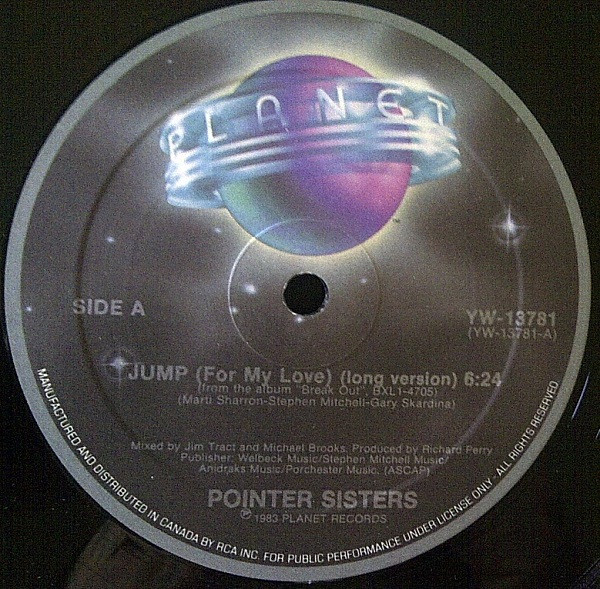 PLANET
™
SIDE A
YW-13781
(YW-13781-A)
JUMP (For My Love) (long version) 6:24
(from the album "Break Out", BXL1-4705)
(Marti Sharron-Stephen Mitchell-Gary Skardina)
Mixed by Jim Tract and Michael Brooks. Produced by Richard Perry
Publisher: Welbeck Music/Stephen Mitchell Music/
Anidraks Music/Porchester Music. (ASCAP)
POINTER SISTERS
℗ 1983 PLANET RECORDS
MANUFACTURED AND DISTRIBUTED IN CANADA BY RCA INC. FOR PUBLIC PERFORMANCE UNDER LICENSE ONLY - ALL RIGHTS RESERVED